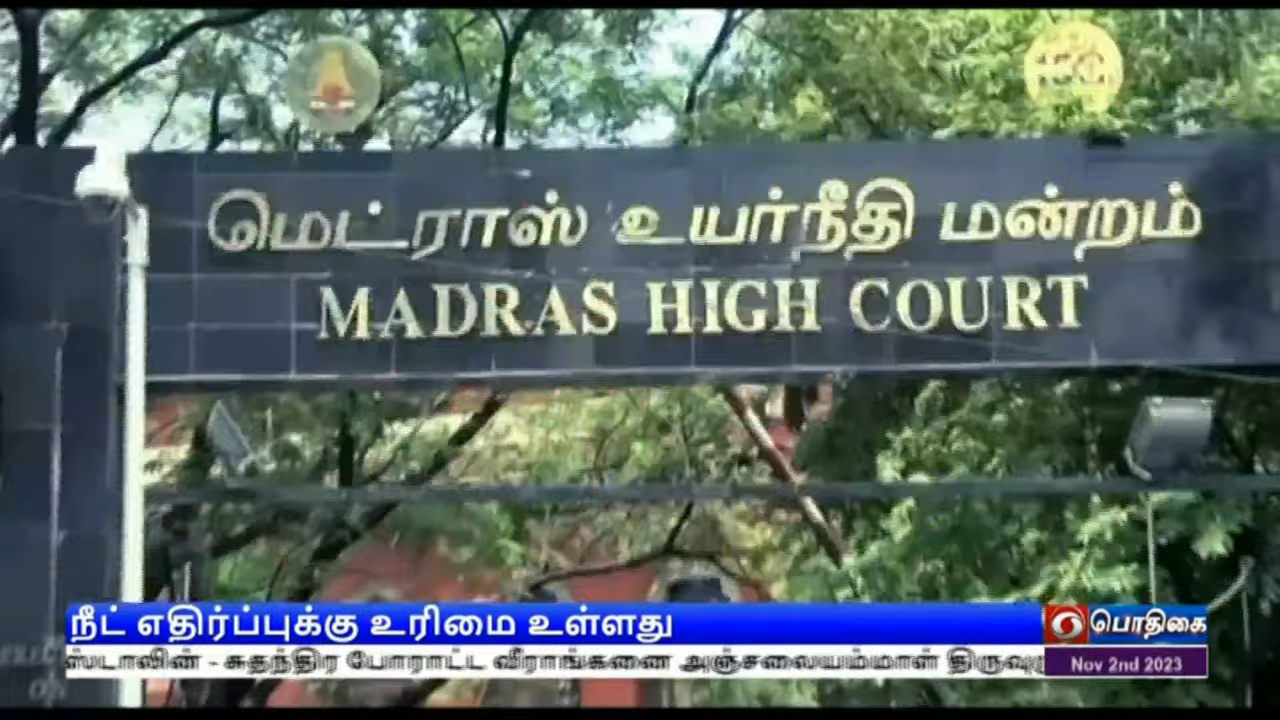 மெட்ராஸ் உயர்நீதி மன்றம்
MADRAS HIGH COURT
நீட் எதிர்ப்புக்கு உரிமை உள்ளது
பொதிகை
ஸ்டாலின் - சுதந்திர போராட்ட வீராங்கனை அஞ்சலையம்மாள்
Nov 2nd 2023